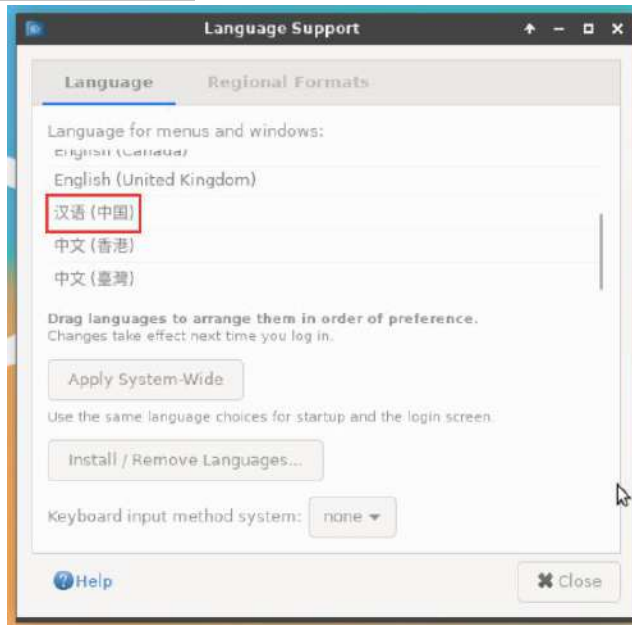 Language Support
Language Regional Formats
Language for menus and windows:
English (Canada)
English (United Kingdom)
汉语 (中国)
中文 (香港)
中文 (臺灣)
Drag languages to arrange them in order of preference.
Changes take effect next time you log in.
Apply System-Wide
Use the same language choices for startup and the login screen.
Install / Remove Languages...
Keyboard input method system: none
Help Close